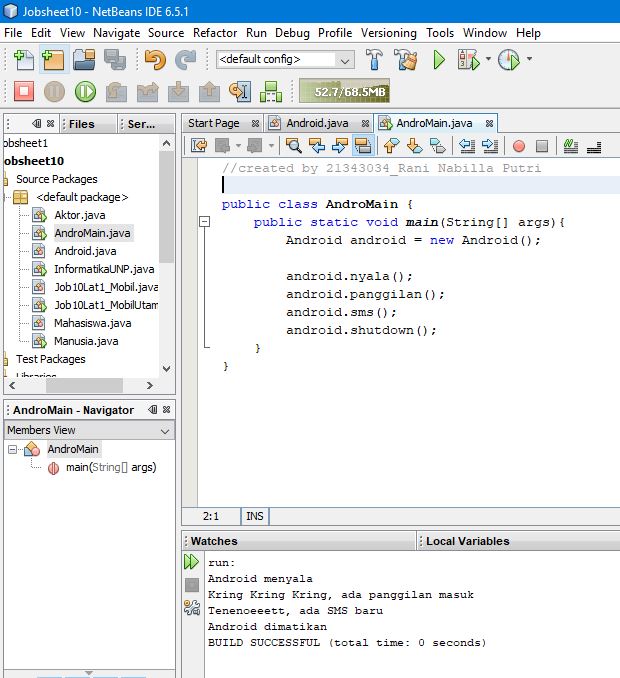 Jobsheet10 - NetBeans IDE 6.5.1
File Edit View Navigate Source Refactor Run Debug Profile Versioning Tools Window Help
<default config>
52.7/68.5MB
Files Ser...
Start Page Android.java AndroMain.java
obsheet1
obsheet10
Source Packages
<default package>
Aktor.java
AndroMain.java
Android.java
InformatikaUNP.java
Job10Lat1_Mobil.java
Job10Lat1_MobilUtam
Mahasiswa.java
Manusia.java
Test Packages
Libraries
AndroMain - Navigator
Members View
AndroMain
main(String[] args)
//created by 21343034_Rani Nabilla Putri
public class AndroMain {
public static void main(String[] args){
Android android = new Android();
android.nyala();
android.panggilan();
android.sms();
android.shutdown();
}
}
2:1 INS
Watches Local Variables
run:
Android menyala
Kring Kring Kring, ada panggilan masuk
Tenenoeeett, ada SMS baru
Android dimatikan
BUILD SUCCESSFUL (total time: 0 seconds)